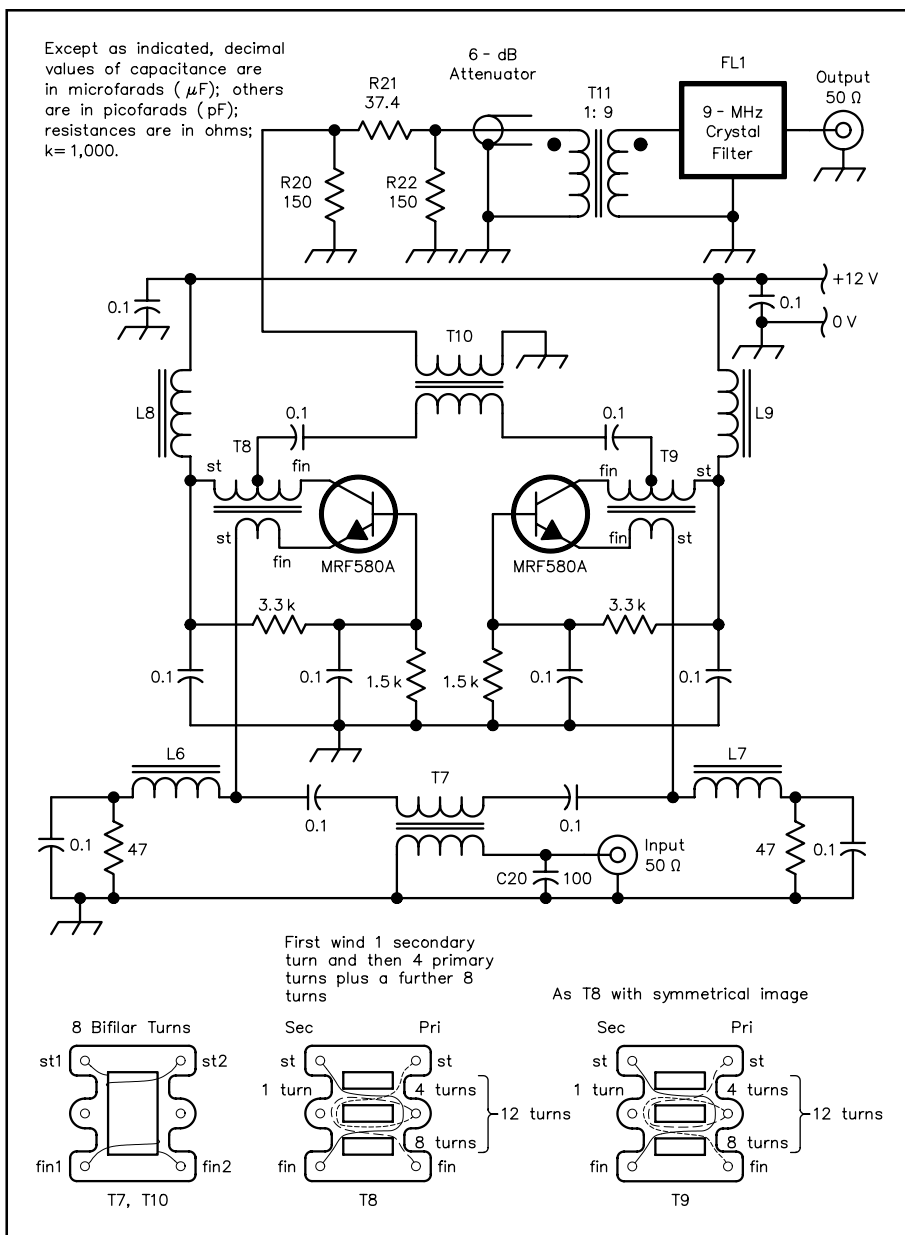 Except as indicated, decimal
values of capacitance are
in microfarads (µF); others
are in picofarads (pF);
resistances are in ohms;
k=1,000.
6-dB
Attenuator
R21
37.4
R20
150
R22
150
T11
1:9
FL1
9-MHz
Crystal
Filter
Output
50 Ω
0.1
+12 V
0.1
0 V
T10
L8
L9
0.1
0.1
T8
T9
st
fin
fin
st
st
fin
fin
st
MRF580A
MRF580A
3.3 k
3.3 k
0.1
0.1
1.5 k
1.5 k
0.1
0.1
L6
T7
L7
0.1
0.1
0.1
47
Input
50 Ω
C20
100
47
0.1
First wind 1 secondary
turn and then 4 primary
turns plus a further 8
turns
As T8 with symmetrical image
8 Bifilar Turns
st1
st2
fin1
fin2
T7, T10
Sec
Pri
st
st
1 turn
4 turns
12 turns
8 turns
fin
fin
T8
Sec
Pri
st
st
1 turn
4 turns
12 turns
8 turns
fin
fin
T9